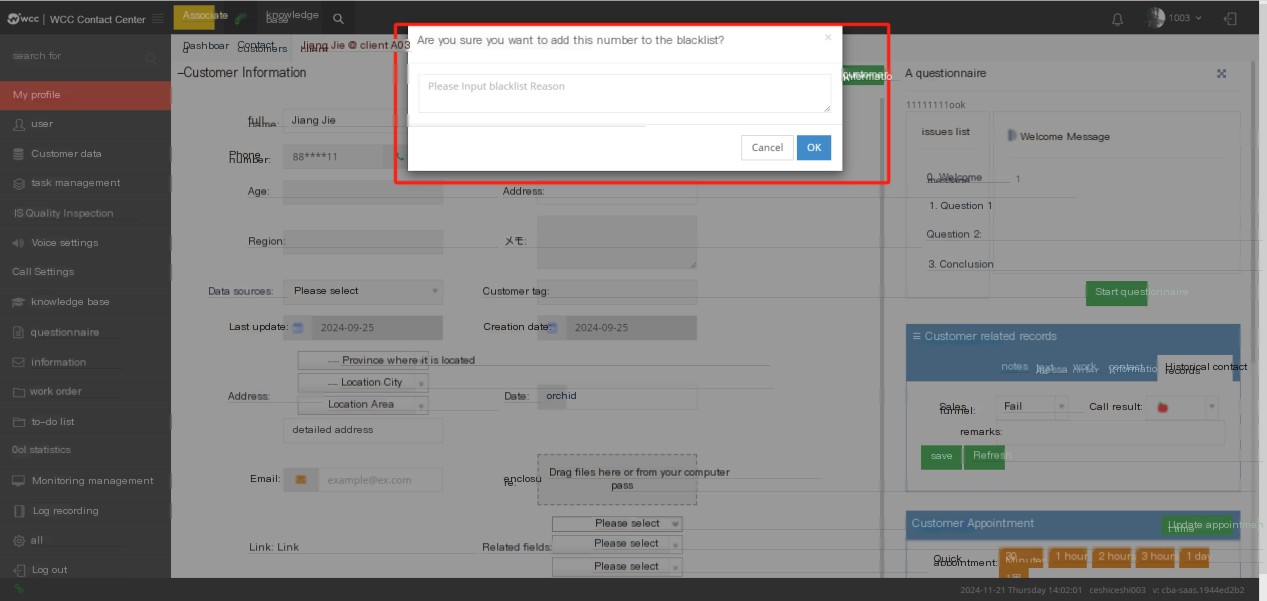 wcc | WCC Contact Center
Associate
knowledge base
1003
Dashboar
Contact
customers
Jiang Jie @ client A03
client
Are you sure you want to add this number to the blacklist?
×
Please Input blacklist Reason
Cancel
OK
search for
My profile
user
Customer data
task management
IS Quality Inspection
Voice settings
Call Settings
knowledge base
questionnaire
information
work order
to-do list
0ol statistics
Monitoring management
Log recording
all
Log out
−Customer Information
full name:
Jiang Jie
Phone number:
88****11
Age:
Address:
Region:
メモ:
Data sources:
Please select
Customer tag:
Last update:
2024-09-25
Creation date:
2024-09-25
Address:
---- Province where it is located
---- Location City
Location Area
detailed address
Date:
orchid
Email:
example@ex.com
enclosu
re:
Drag files here or from your computer
pass
Link: Link
Related fields:
Please select
Please select
Please select
Customer
Informatio
A questionnaire
11111111ook
issues list
Welcome Message
0. Welcome
message
1
1. Question 1
Question 2:
3. Conclusion
Start questionnaire
☰ Customer related records
notes
work
contact
informatio
Historical contact
records
Sales
funnel:
Fail
Call result:
remarks:
save
Refresh
Customer Appointment
Update appointmen
Quick
appointment:
30
Minutes
1 hour
2 hour
3 hour
1 day
2024-11-21 Thursday 14:02:01 ceshiceshi003 v: cba-saas.1944ed2b2